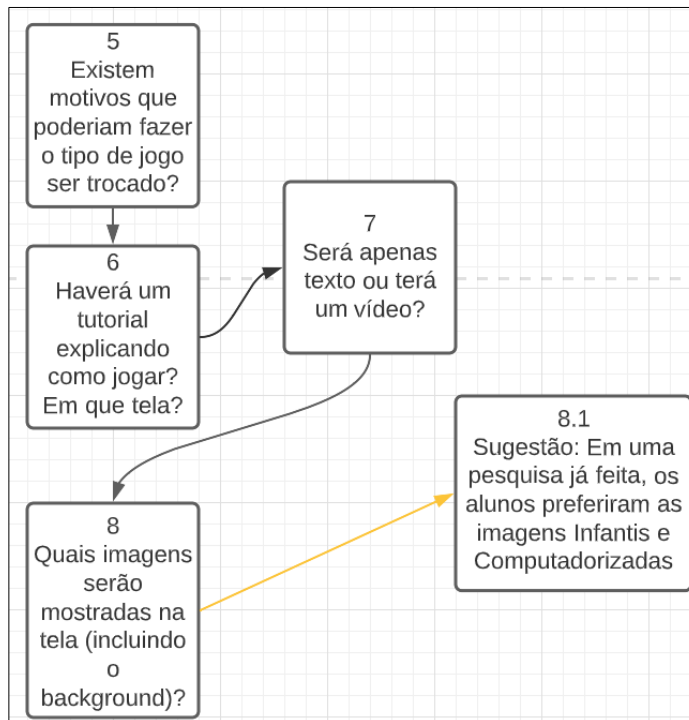 5
Existem
motivos que
poderiam fazer
o tipo de jogo
ser trocado?
6
Haverá um
tutorial
explicando
como jogar?
Em que tela?
7
Será apenas
texto ou terá
um vídeo?
8
Quais imagens
serão
mostradas na
tela (incluindo
o
background)?
8.1
Sugestão: Em uma
pesquisa já feita, os
alunos preferiram as
imagens Infantis e
Computadorizadas